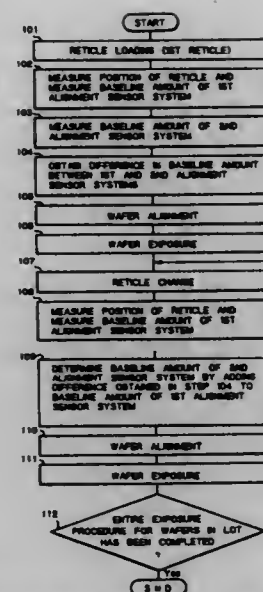 START
101
RETICLE LOADING (1ST RETICLE)
102
MEASURE POSITION OF RETICLE AND
MEASURE BASELINE AMOUNT OF 1ST
ALIGNMENT SENSOR SYSTEM
103
MEASURE BASELINE AMOUNT OF 2ND
ALIGNMENT SENSOR SYSTEM
104
OBTAIN DIFFERENCE IN BASELINE AMOUNT
BETWEEN 1ST AND 2ND ALIGNMENT
SENSOR SYSTEMS
105
WAFER ALIGNMENT
106
WAFER EXPOSURE
107
RETICLE CHANGE
108
MEASURE POSITION OF RETICLE AND
MEASURE BASELINE AMOUNT OF 1ST
ALIGNMENT SENSOR SYSTEM
109
DETERMINE BASELINE AMOUNT OF 2ND
ALIGNMENT SENSOR SYSTEM BY ADDING
DIFFERENCE OBTAINED IN STEP 104 TO
BASELINE AMOUNT OF 1ST ALIGNMENT
SENSOR SYSTEM
110
WAFER ALIGNMENT
111
WAFER EXPOSURE
112
ENTIRE EXPOSURE
PROCEDURE FOR WAFERS IN LOT
HAS BEEN COMPLETED
?
Yes
END